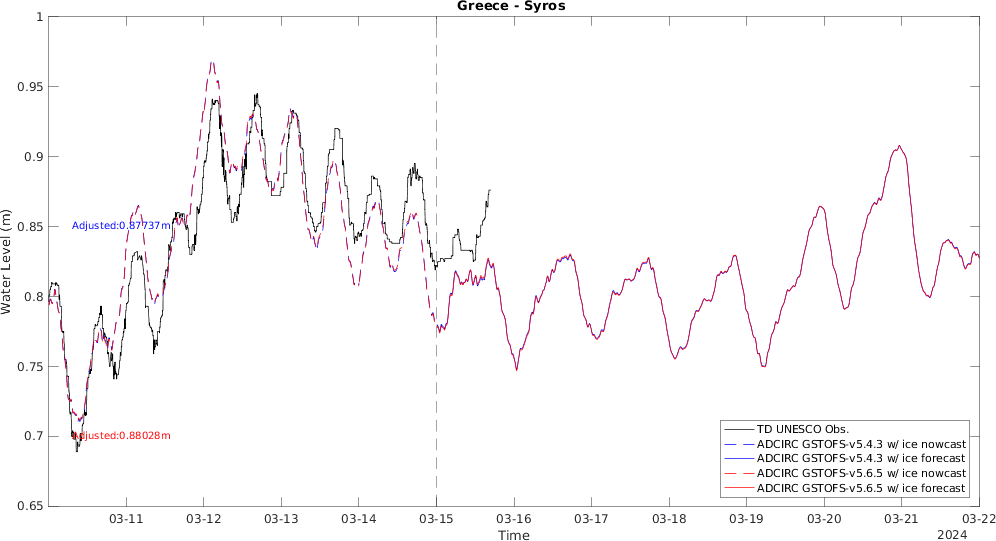 Greece - Syros
1
0.95
0.9
0.85
0.8
0.75
0.7
0.65
Water Level (m)
Adjusted:0.87737m
Adjusted:0.88028m
TD UNESCO Obs.
ADCIRC GSTOFS-v5.4.3 w/ ice nowcast
ADCIRC GSTOFS-v5.4.3 w/ ice forecast
ADCIRC GSTOFS-v5.6.5 w/ ice nowcast
ADCIRC GSTOFS-v5.6.5 w/ ice forecast
03-11 03-12 03-13 03-14 03-15 03-16 03-17 03-18 03-19 03-20 03-21 03-22
Time
2024